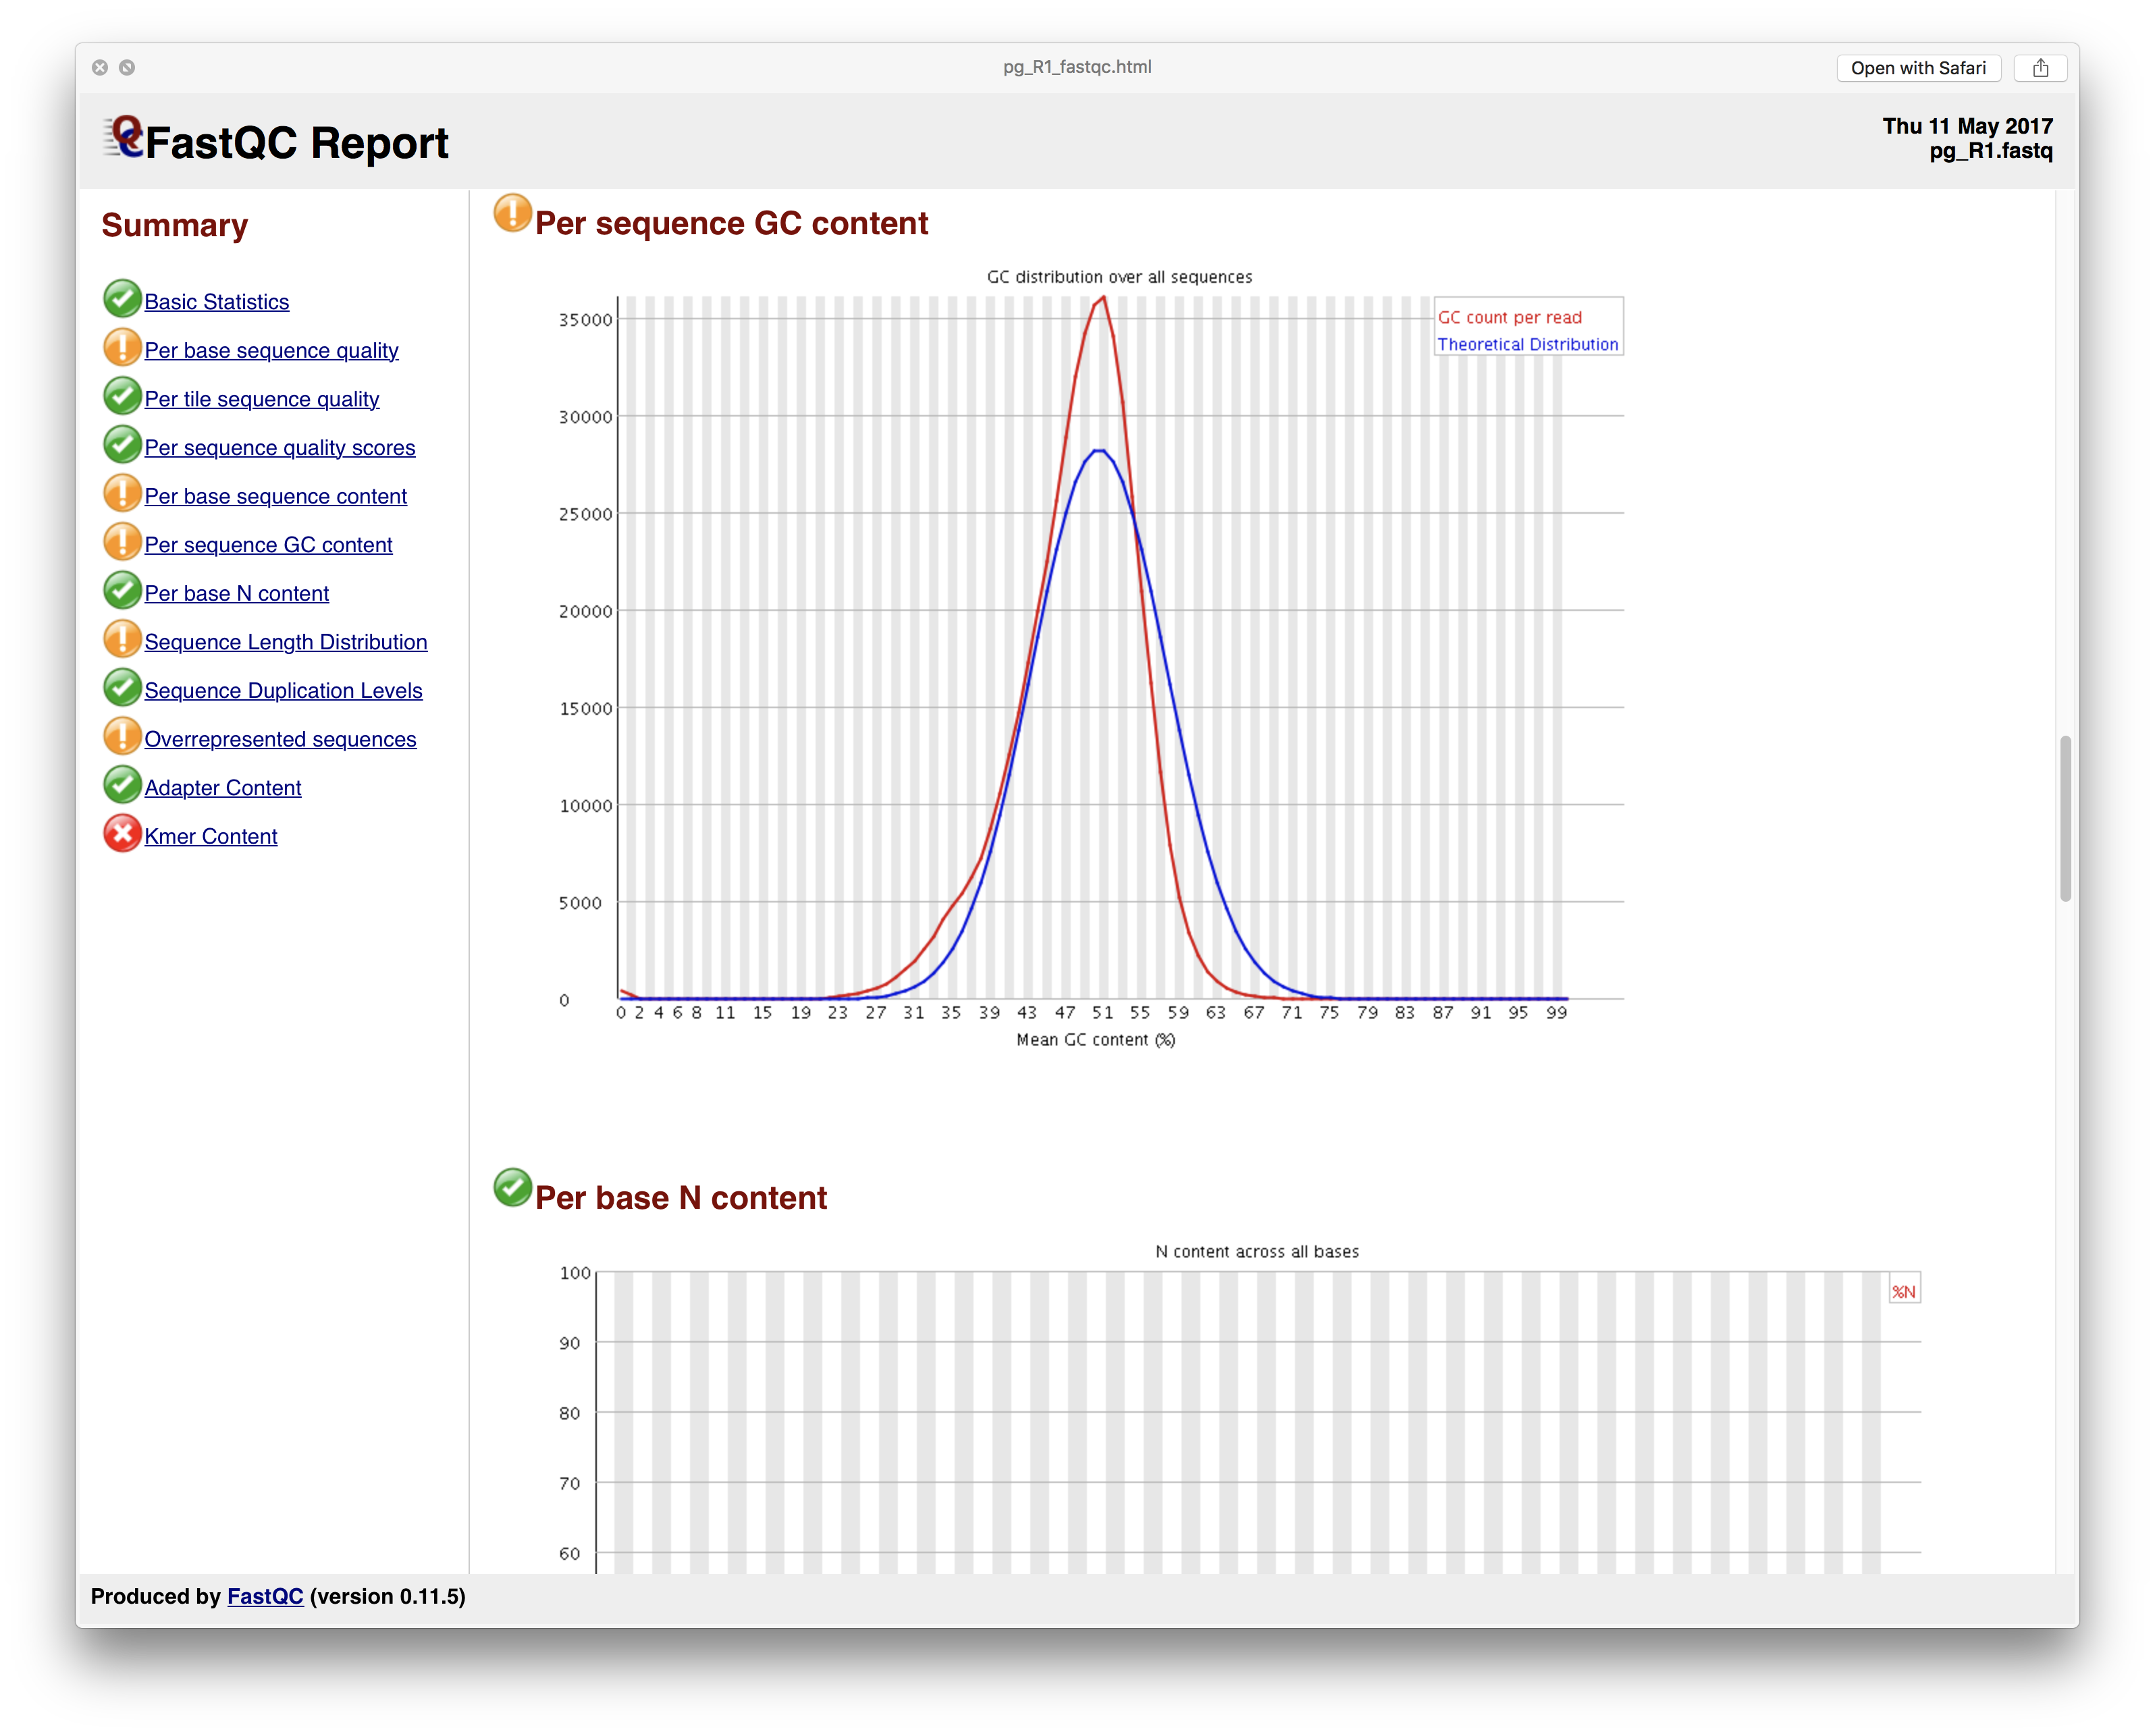 pg_R1_fastqc.html
Open with Safari
FastQC Report
Thu 11 May 2017
pg_R1.fastq
Summary
Basic Statistics
Per base sequence quality
Per tile sequence quality
Per sequence quality scores
Per base sequence content
Per sequence GC content
Per base N content
Sequence Length Distribution
Sequence Duplication Levels
Overrepresented sequences
Adapter Content
Kmer Content
Per sequence GC content
GC distribution over all sequences
GC count per read
Theoretical Distribution
35000
30000
25000
20000
15000
10000
5000
0
0 2 4 6 8 11 15 19 23 27 31 35 39 43 47 51 55 59 63 67 71 75 79 83 87 91 95 99
Mean GC content (%)
Per base N content
N content across all bases
%N
100
90
80
70
60
Produced by FastQC (version 0.11.5)